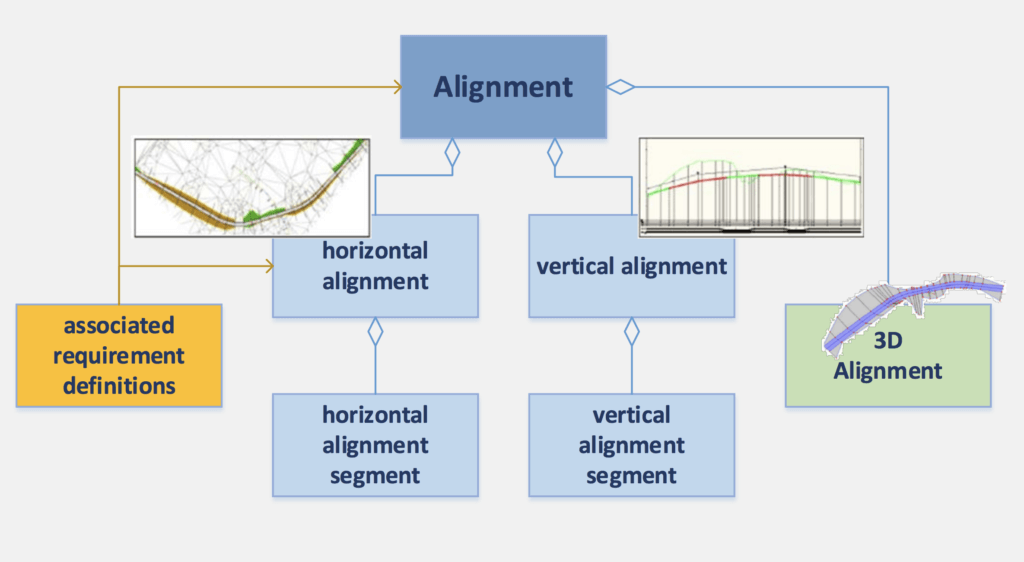 Alignment
horizontal
alignment
vertical alignment
associated
requirement
definitions
3D
Alignment
horizontal
alignment
segment
vertical
alignment
segment